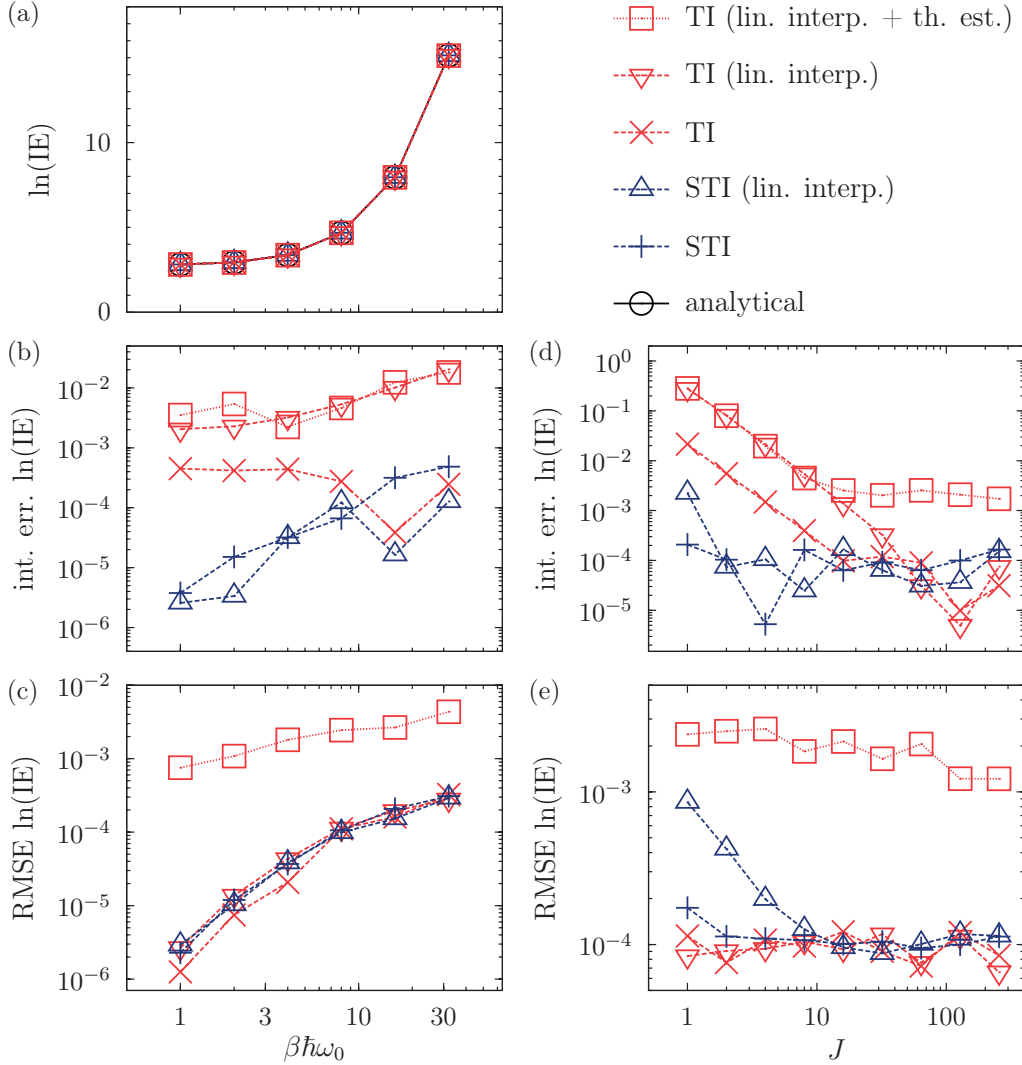 (a)
ln(IE)
10
0
TI (lin. interp. + th. est.)
TI (lin. interp.)
TI
STI (lin. interp.)
STI
analytical
(b)
int. err. ln(IE)
10⁻²
10⁻³
10⁻⁴
10⁻⁵
10⁻⁶
(d)
int. err. ln(IE)
10⁰
10⁻¹
10⁻²
10⁻³
10⁻⁴
10⁻⁵
(c)
RMSE ln(IE)
10⁻²
10⁻³
10⁻⁴
10⁻⁵
10⁻⁶
1 3 10 30
βħω₀
(e)
RMSE ln(IE)
10⁻³
10⁻⁴
1 10 100
J